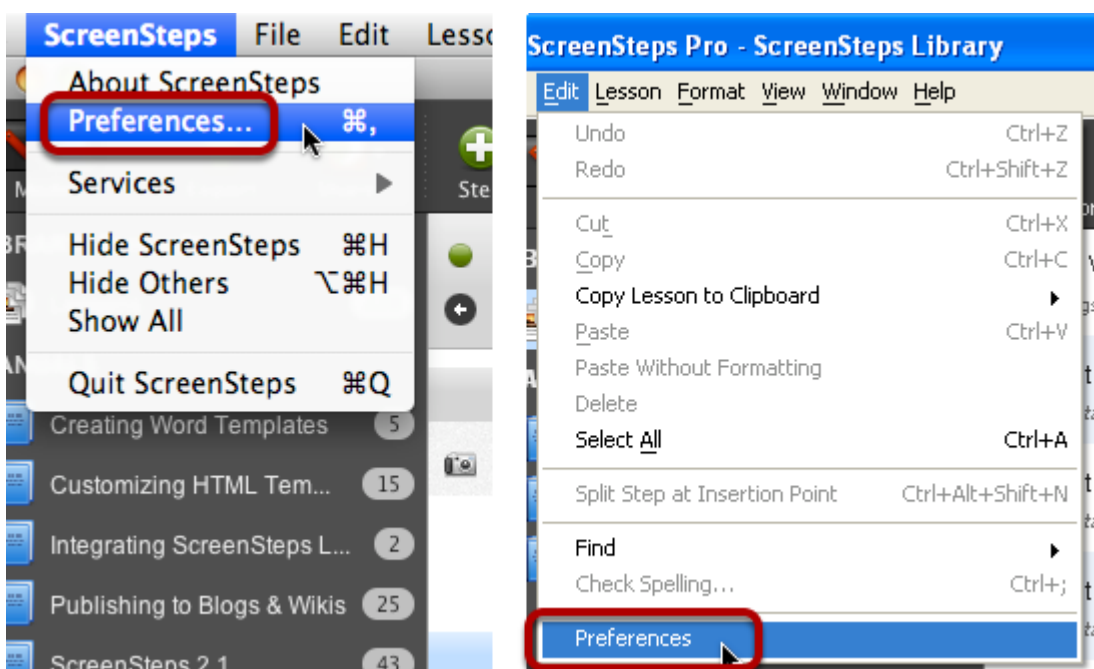 ScreenSteps File Edit
About ScreenSteps
Preferences... ⌘,
Services
Hide ScreenSteps ⌘H
Hide Others ⌥⌘H
Show All
Quit ScreenSteps ⌘Q
Creating Word Templates 5
Customizing HTML Tem... 15
Integrating ScreenSteps L... 2
Publishing to Blogs & Wikis 25
ScreenSteps 2.1 43
ScreenSteps Pro - ScreenSteps Library
Edit Lesson Format View Window Help
Undo Ctrl+Z
Redo Ctrl+Shift+Z
Cut Ctrl+X
Copy Ctrl+C
Copy Lesson to Clipboard
Paste Ctrl+V
Paste Without Formatting
Delete
Select All Ctrl+A
Split Step at Insertion Point Ctrl+Alt+Shift+N
Find
Check Spelling... Ctrl+;
Preferences